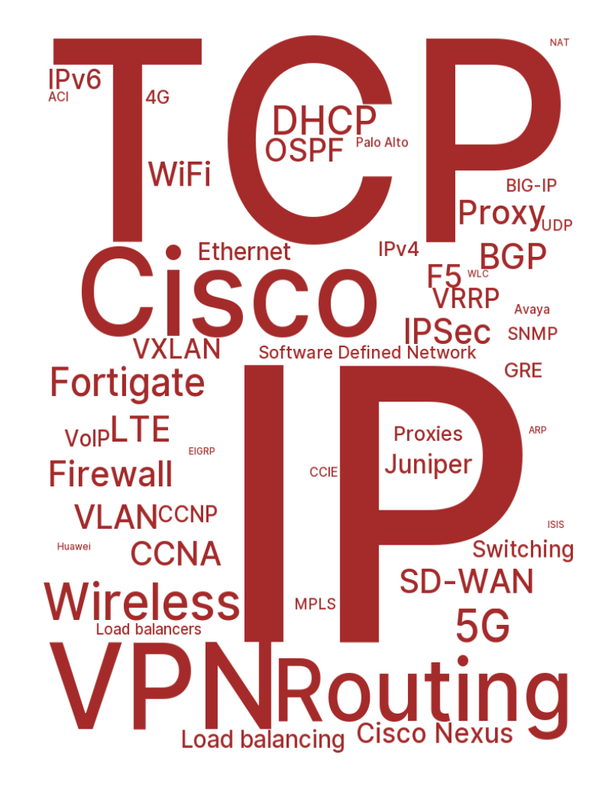 TCP
NAT
IPv6
ACI
4G
DHCP
OSPF
Palo Alto
WiFi
BIG-IP
Proxy
UDP
Ethernet
IPv4
BGP
Cisco
F5
WLC
VRRP
Avaya
IPSec
SNMP
VXLAN
Software Defined Network
Fortigate
IP
GRE
VoIP
LTE
Proxies
ARP
EIGRP
Firewall
CCIE
Juniper
VLAN
CCNP
ISIS
Huawei
CCNA
Switching
SD-WAN
Wireless
MPLS
5G
Load balancers
VPN
Routing
Load balancing
Cisco Nexus